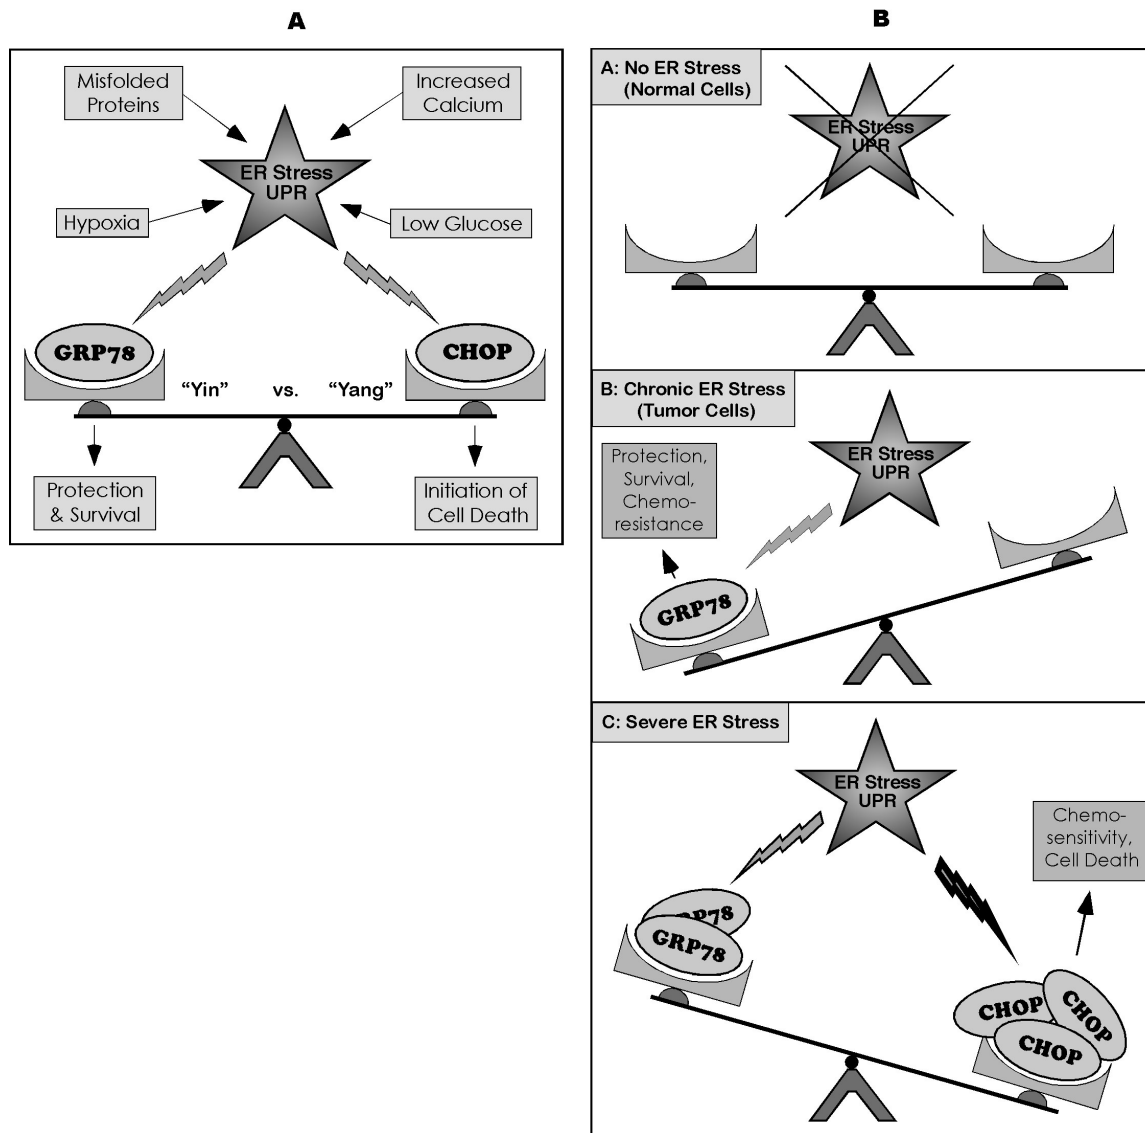 A
Misfolded
Proteins
Increased
Calcium
ER Stress
UPR
Hypoxia
Low Glucose
GRP78
CHOP
“Yin” vs. “Yang”
Protection
& Survival
Initiation of
Cell Death
B
A: No ER Stress
(Normal Cells)
ER Stress
UPR
B: Chronic ER Stress
(Tumor Cells)
ER Stress
UPR
Protection,
Survival,
Chemo-
resistance
GRP78
C: Severe ER Stress
ER Stress
UPR
Chemo-
sensitivity,
Cell Death
RP78
GRP78
CHOP
CHOP
CHOP